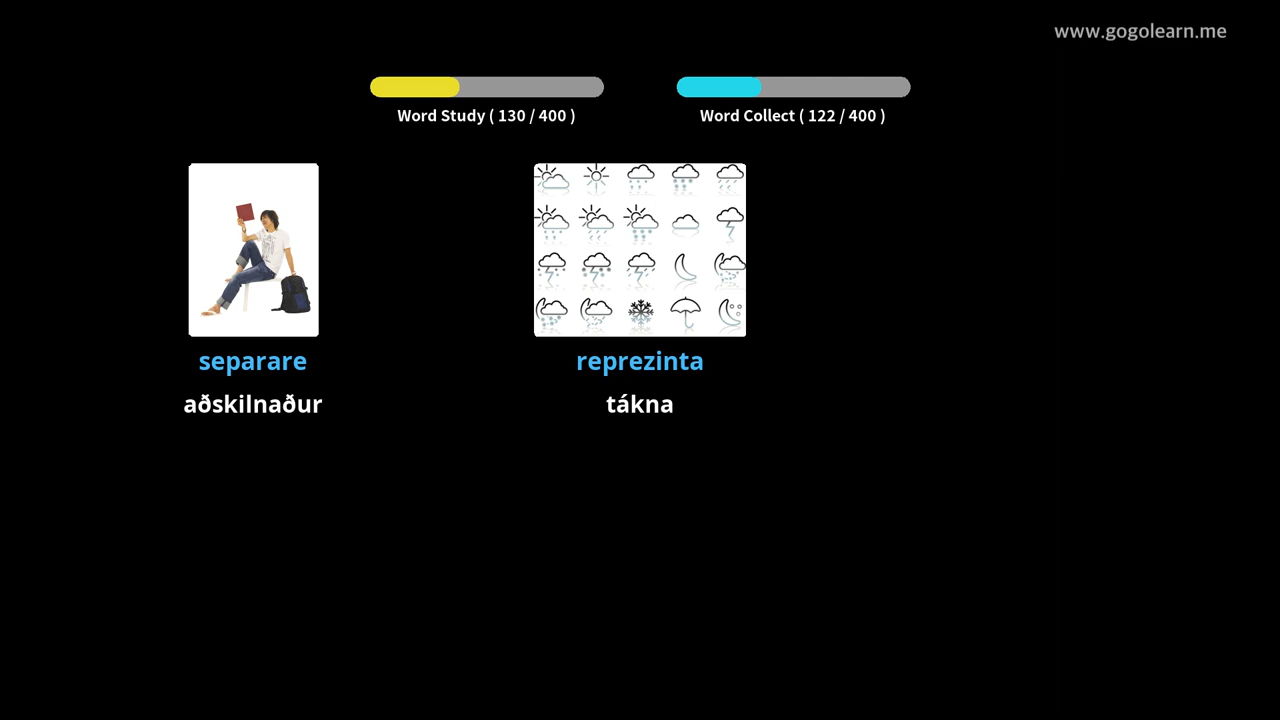 www.gogolearn.me
Word Study ( 130 / 400 )
Word Collect ( 122 / 400 )
separare
reprezinta
aðskilnaður
tákna